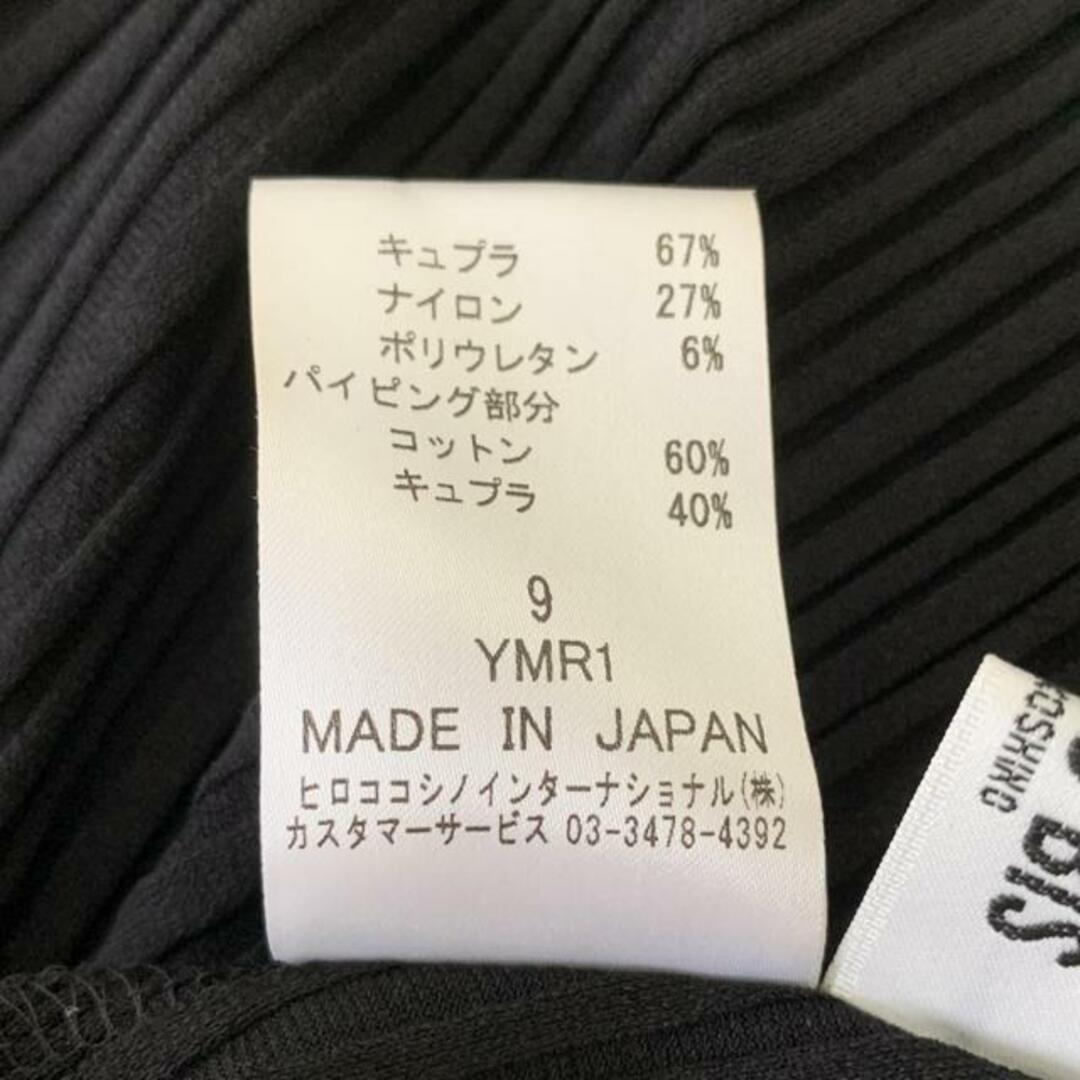 キュプラ 67%
ナイロン 27%
ポリウレタン 6%
パイピング部分
コットン 60%
キュプラ 40%
9
YMR1
MADE IN JAPAN
ヒロココシノインターナショナル(株)
カスタマーサービス 03-3478-4392
BIS